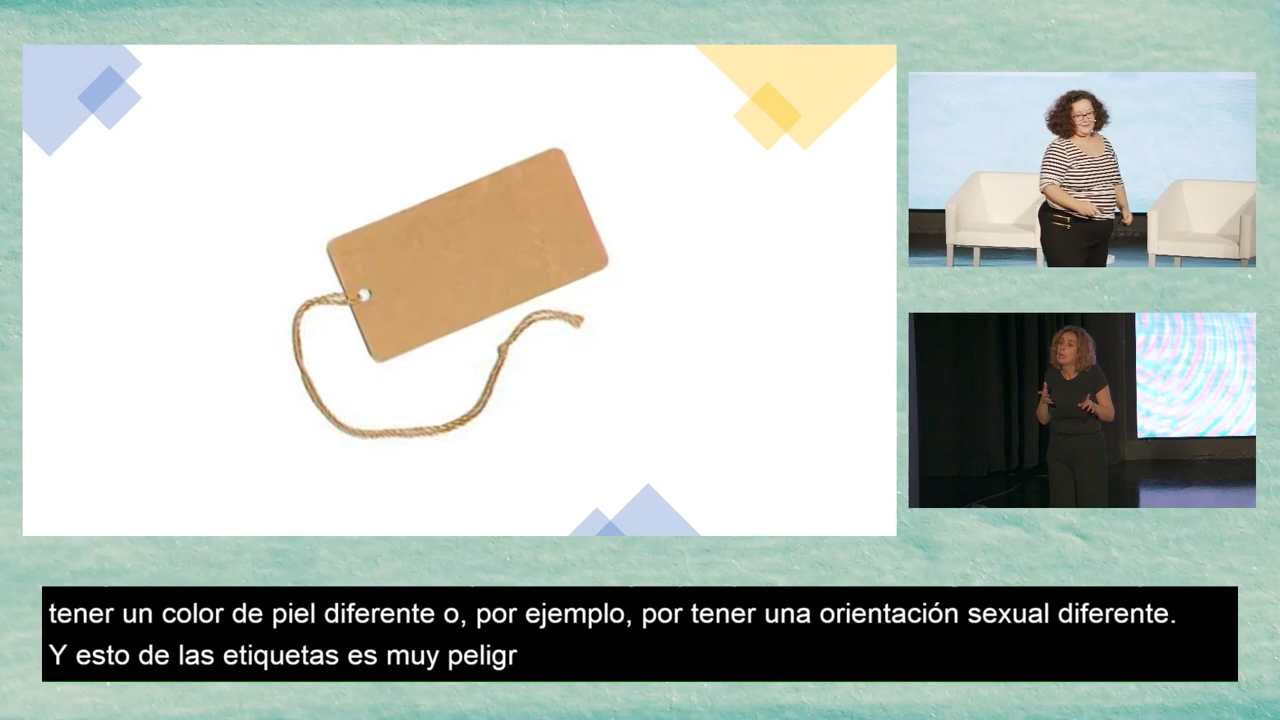 tener un color de piel diferente o, por ejemplo, por tener una orientación sexual diferente.
Y esto de las etiquetas es muy peligr